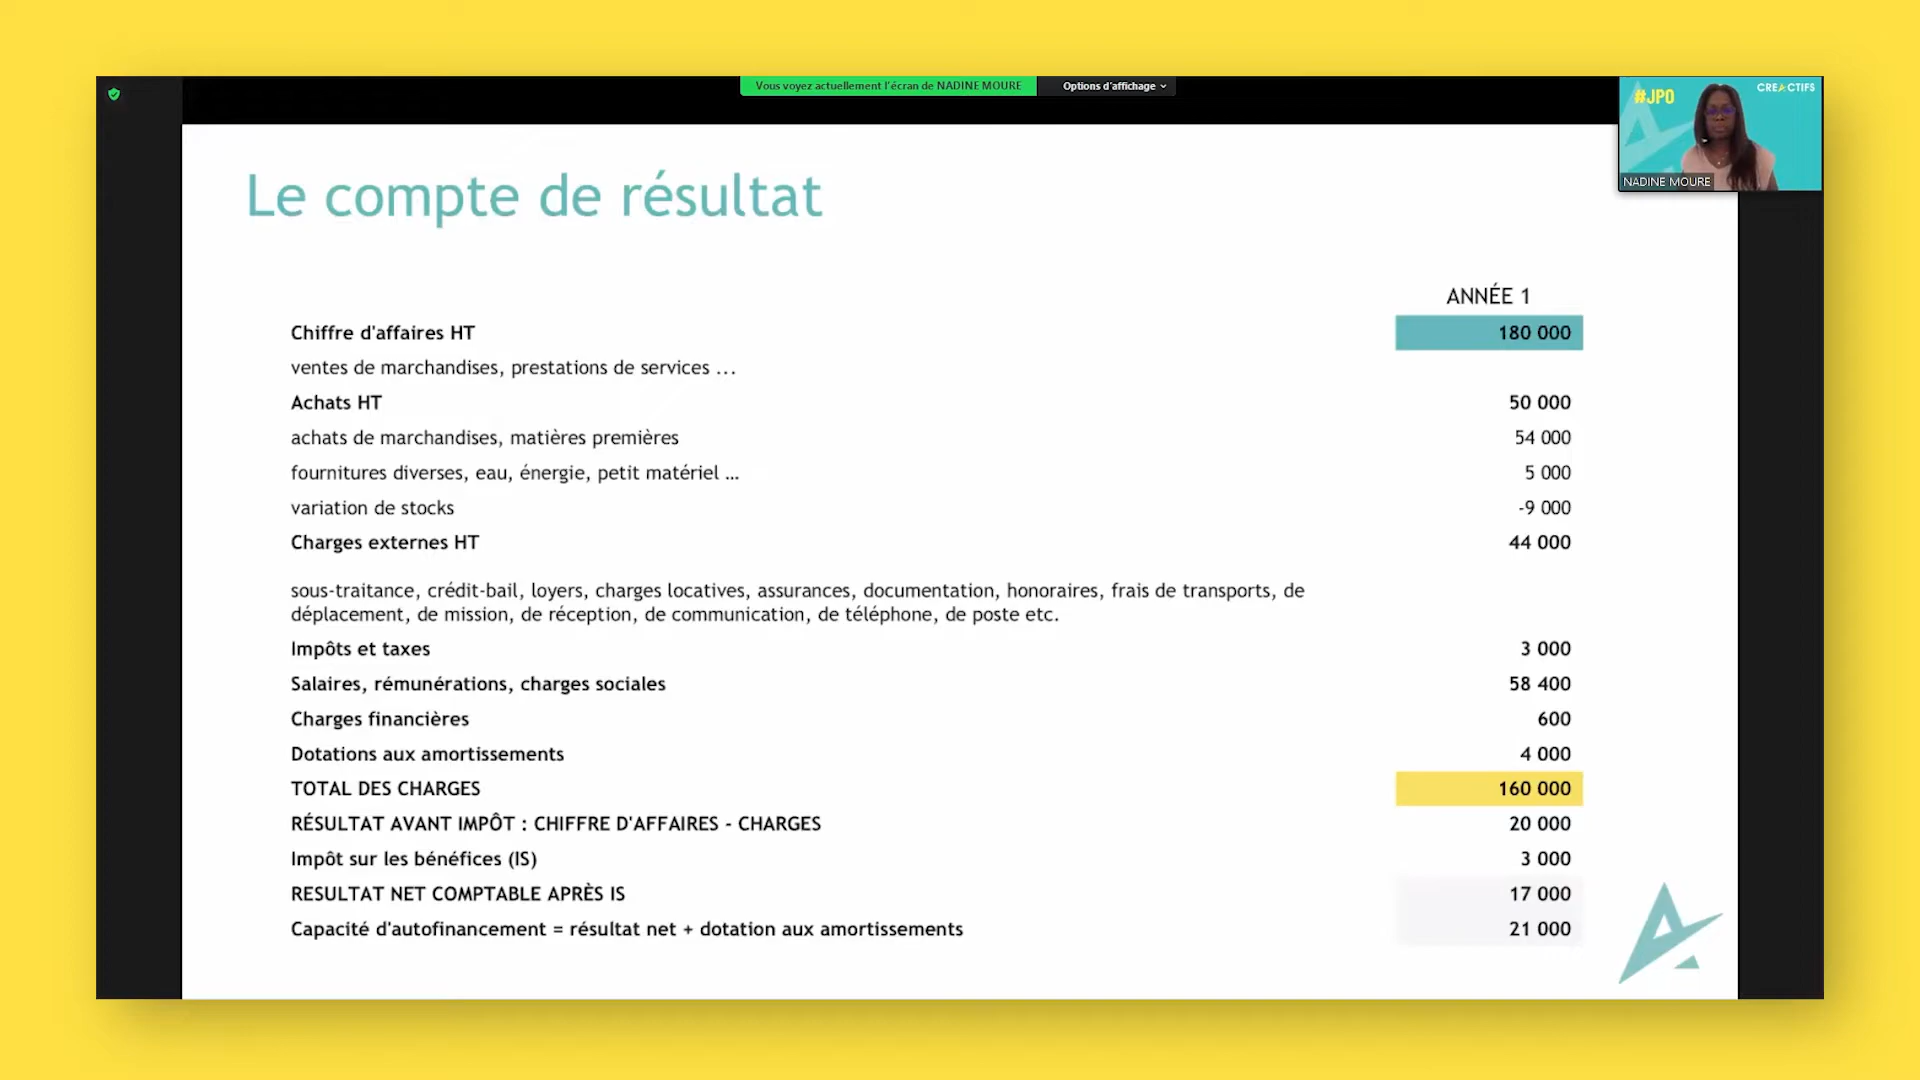 Vous voyez actuellement l'écran de NADINE MOURE
Options d'affichage
#JPO
CREACTIFS
NADINE MOURE
Le compte de résultat
ANNÉE 1
Chiffre d'affaires HT 180 000
ventes de marchandises, prestations de services ...
Achats HT 50 000
achats de marchandises, matières premières 54 000
fournitures diverses, eau, énergie, petit matériel ... 5 000
variation de stocks -9 000
Charges externes HT 44 000
sous-traitance, crédit-bail, loyers, charges locatives, assurances, documentation, honoraires, frais de transports, de
déplacement, de mission, de réception, de communication, de téléphone, de poste etc.
Impôts et taxes 3 000
Salaires, rémunérations, charges sociales 58 400
Charges financières 600
Dotations aux amortissements 4 000
TOTAL DES CHARGES 160 000
RÉSULTAT AVANT IMPÔT : CHIFFRE D'AFFAIRES - CHARGES 20 000
Impôt sur les bénéfices (IS) 3 000
RESULTAT NET COMPTABLE APRÈS IS 17 000
Capacité d'autofinancement = résultat net + dotation aux amortissements 21 000